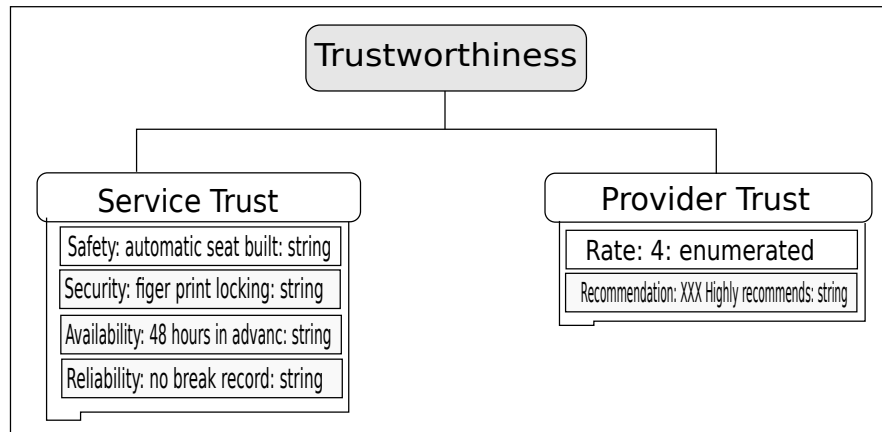 Trustworthiness
Service Trust
Safety: automatic seat built: string
Security: figer print locking: string
Availability: 48 hours in advanc: string
Reliability: no break record: string
Provider Trust
Rate: 4: enumerated
Recommendation: XXX Highly recommends: string